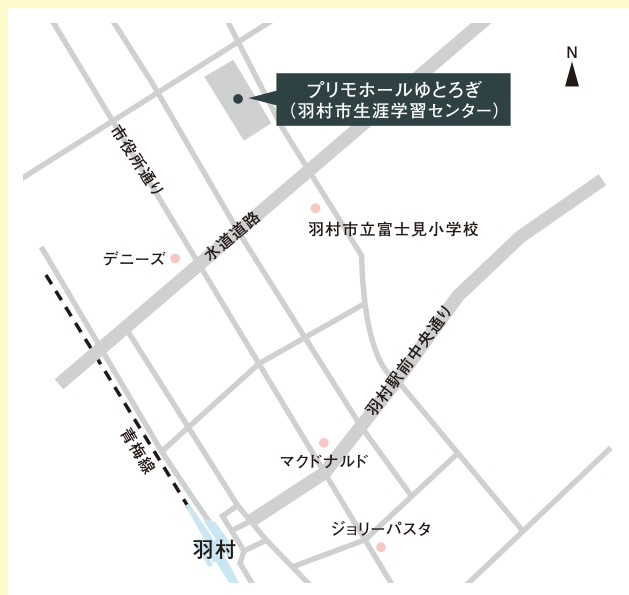 N
プリモホールゆとろぎ
(羽村市生涯学習センター)
市役所通り
水道道路
羽村市立富士見小学校
デニーズ
羽村駅前中央通り
青梅線
マクドナルド
ジョリーパスタ
羽村